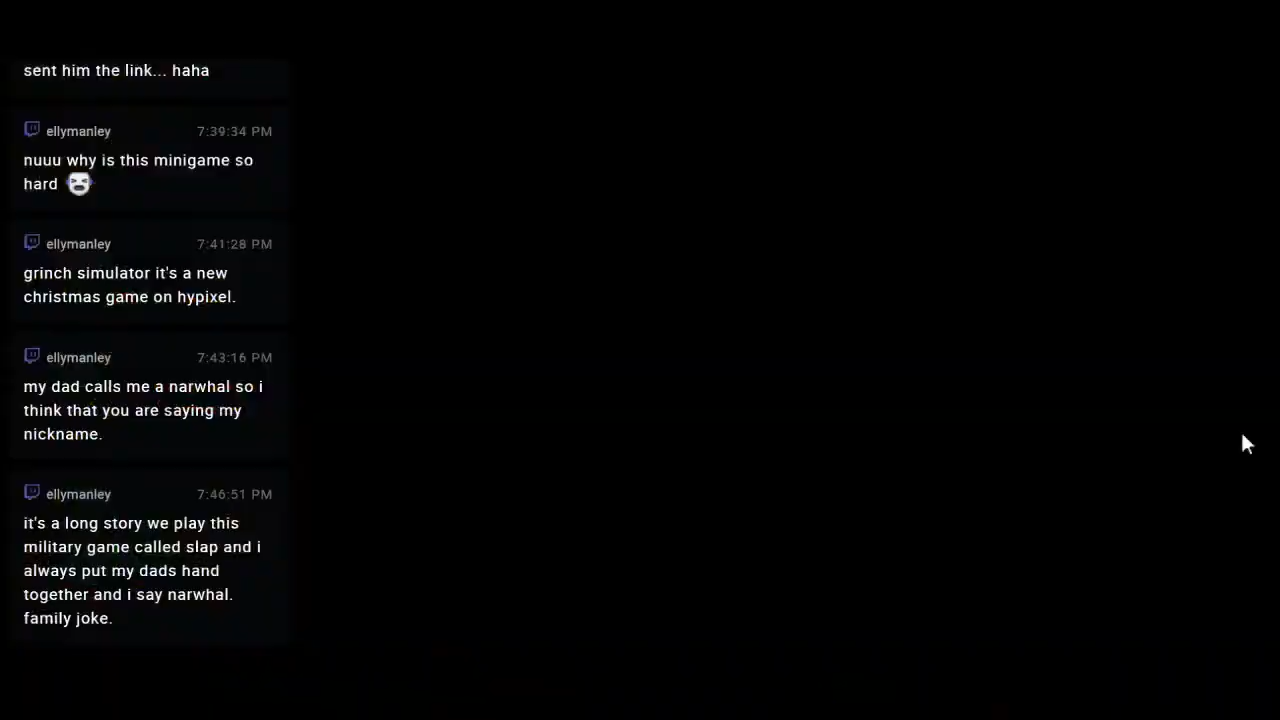 sent him the link... haha
ellymanley 7:39:34 PM
nuuu why is this minigame so
hard
ellymanley 7:41:28 PM
grinch simulator it's a new
christmas game on hypixel.
ellymanley 7:43:16 PM
my dad calls me a narwhal so i
think that you are saying my
nickname.
ellymanley 7:46:51 PM
it's a long story we play this
military game called slap and i
always put my dads hand
together and i say narwhal.
family joke.